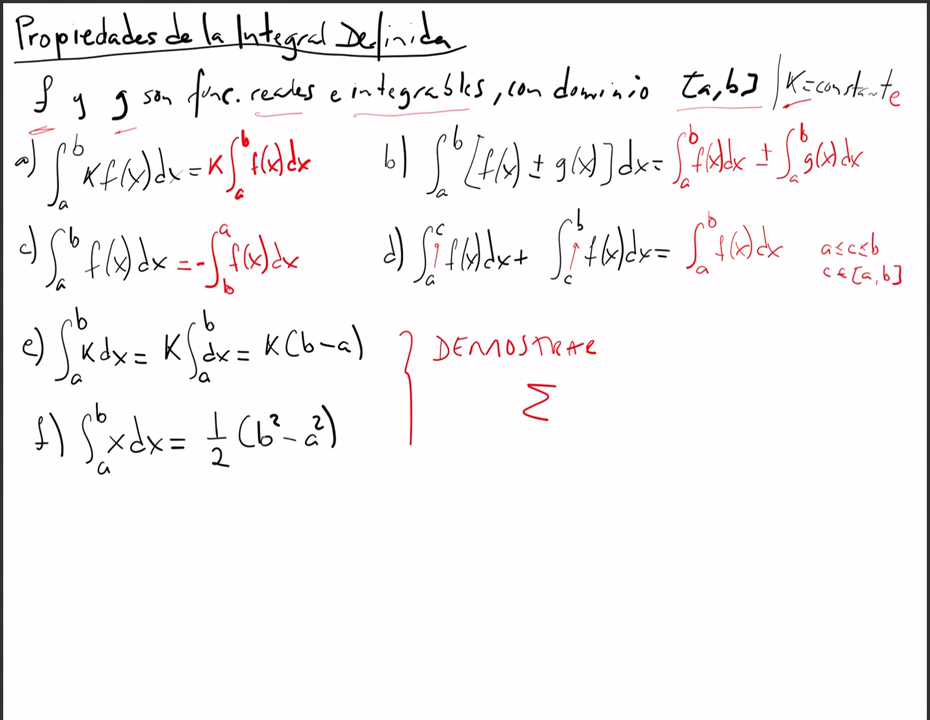 Propiedades de la Integral Definida
f y g son func. reales e integrables, con dominio [a,b] | K=constante
a) ∫_a^b Kf(x)dx = K∫_a^b f(x)dx b) ∫_a^b [f(x) ± g(x)]dx = ∫_a^b f(x)dx ± ∫_a^b g(x)dx
c) ∫_a^b f(x)dx = -∫_b^a f(x)dx d) ∫_a^c f(x)dx + ∫_c^b f(x)dx = ∫_a^b f(x)dx a≤c≤b
c ∈ [a,b]
e) ∫_a^b Kdx = K∫_a^b dx = K(b-a) } DEMOSTRAR
Σ
f) ∫_a^b xdx = 1/2 (b²-a²)